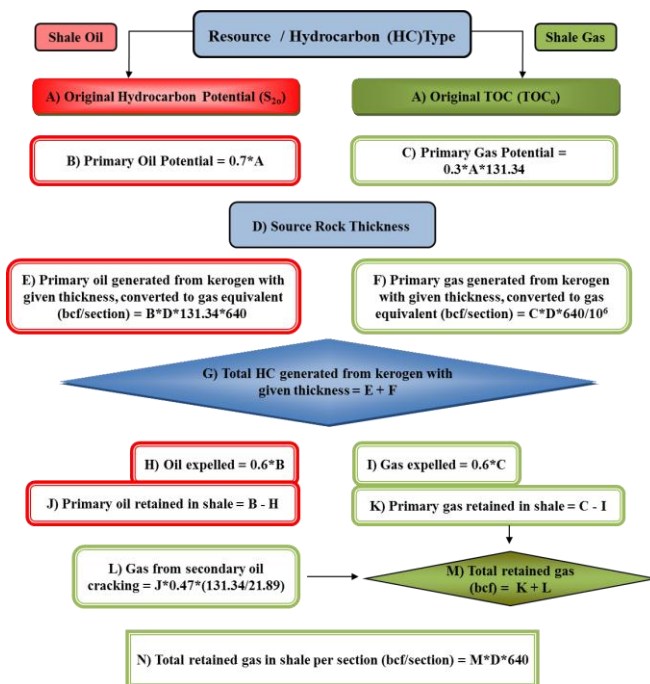 Shale Oil
Resource / Hydrocarbon (HC)Type
Shale Gas
A) Original Hydrocarbon Potential (S₂ₒ)
A) Original TOC (TOCₒ)
B) Primary Oil Potential = 0.7*A
C) Primary Gas Potential =
0.3*A*131.34
D) Source Rock Thickness
E) Primary oil generated from kerogen with
given thickness, converted to gas equivalent
(bcf/section) = B*D*131.34*640
F) Primary gas generated from kerogen
with given thickness, converted to gas
equivalent (bcf/section) = C*D*640/10⁶
G) Total HC generated from kerogen with
given thickness = E + F
H) Oil expelled = 0.6*B
I) Gas expelled = 0.6*C
J) Primary oil retained in shale = B - H
K) Primary gas retained in shale = C - I
L) Gas from secondary oil
cracking = J*0.47*(131.34/21.89)
M) Total retained gas
(bcf) = K + L
N) Total retained gas in shale per section (bcf/section) = M*D*640